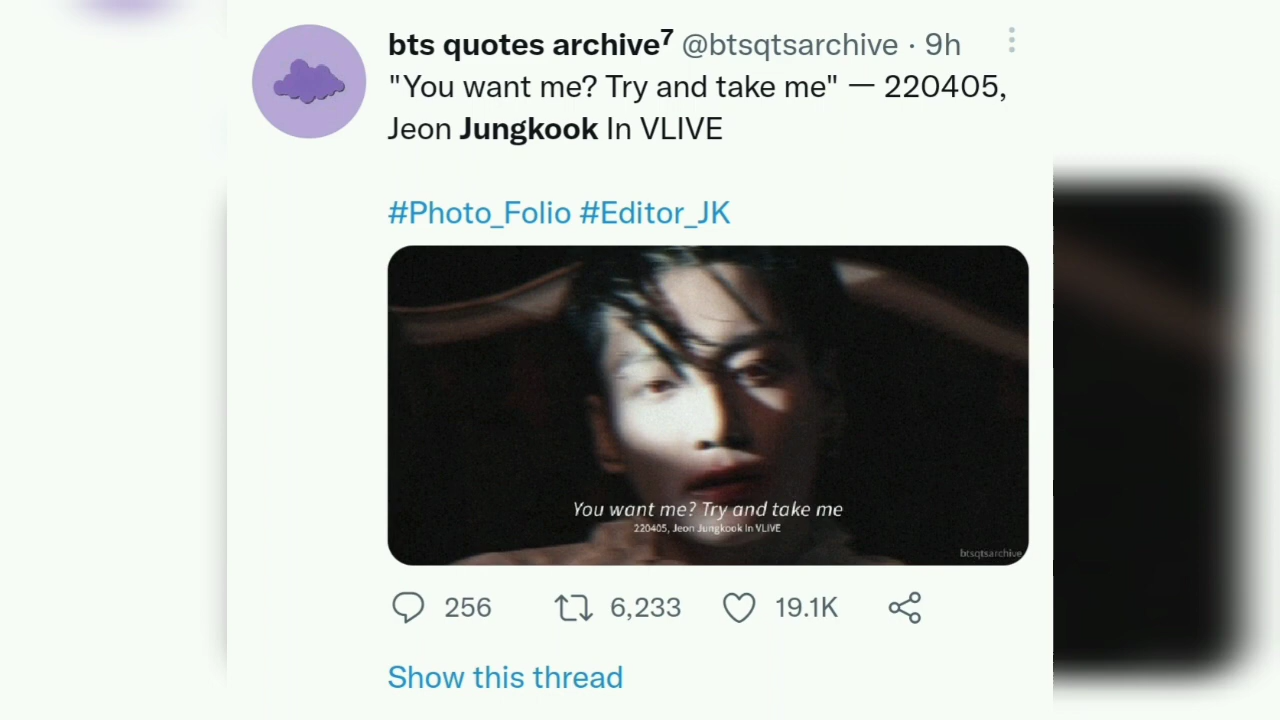 bts quotes archive⁷ @btsqtsarchive · 9h
"You want me? Try and take me" — 220405,
Jeon Jungkook In VLIVE
#Photo_Folio #Editor_JK
You want me? Try and take me
220405, Jeon Jungkook In VLIVE
btsqtsarchive
256 6,233 19.1K
Show this thread